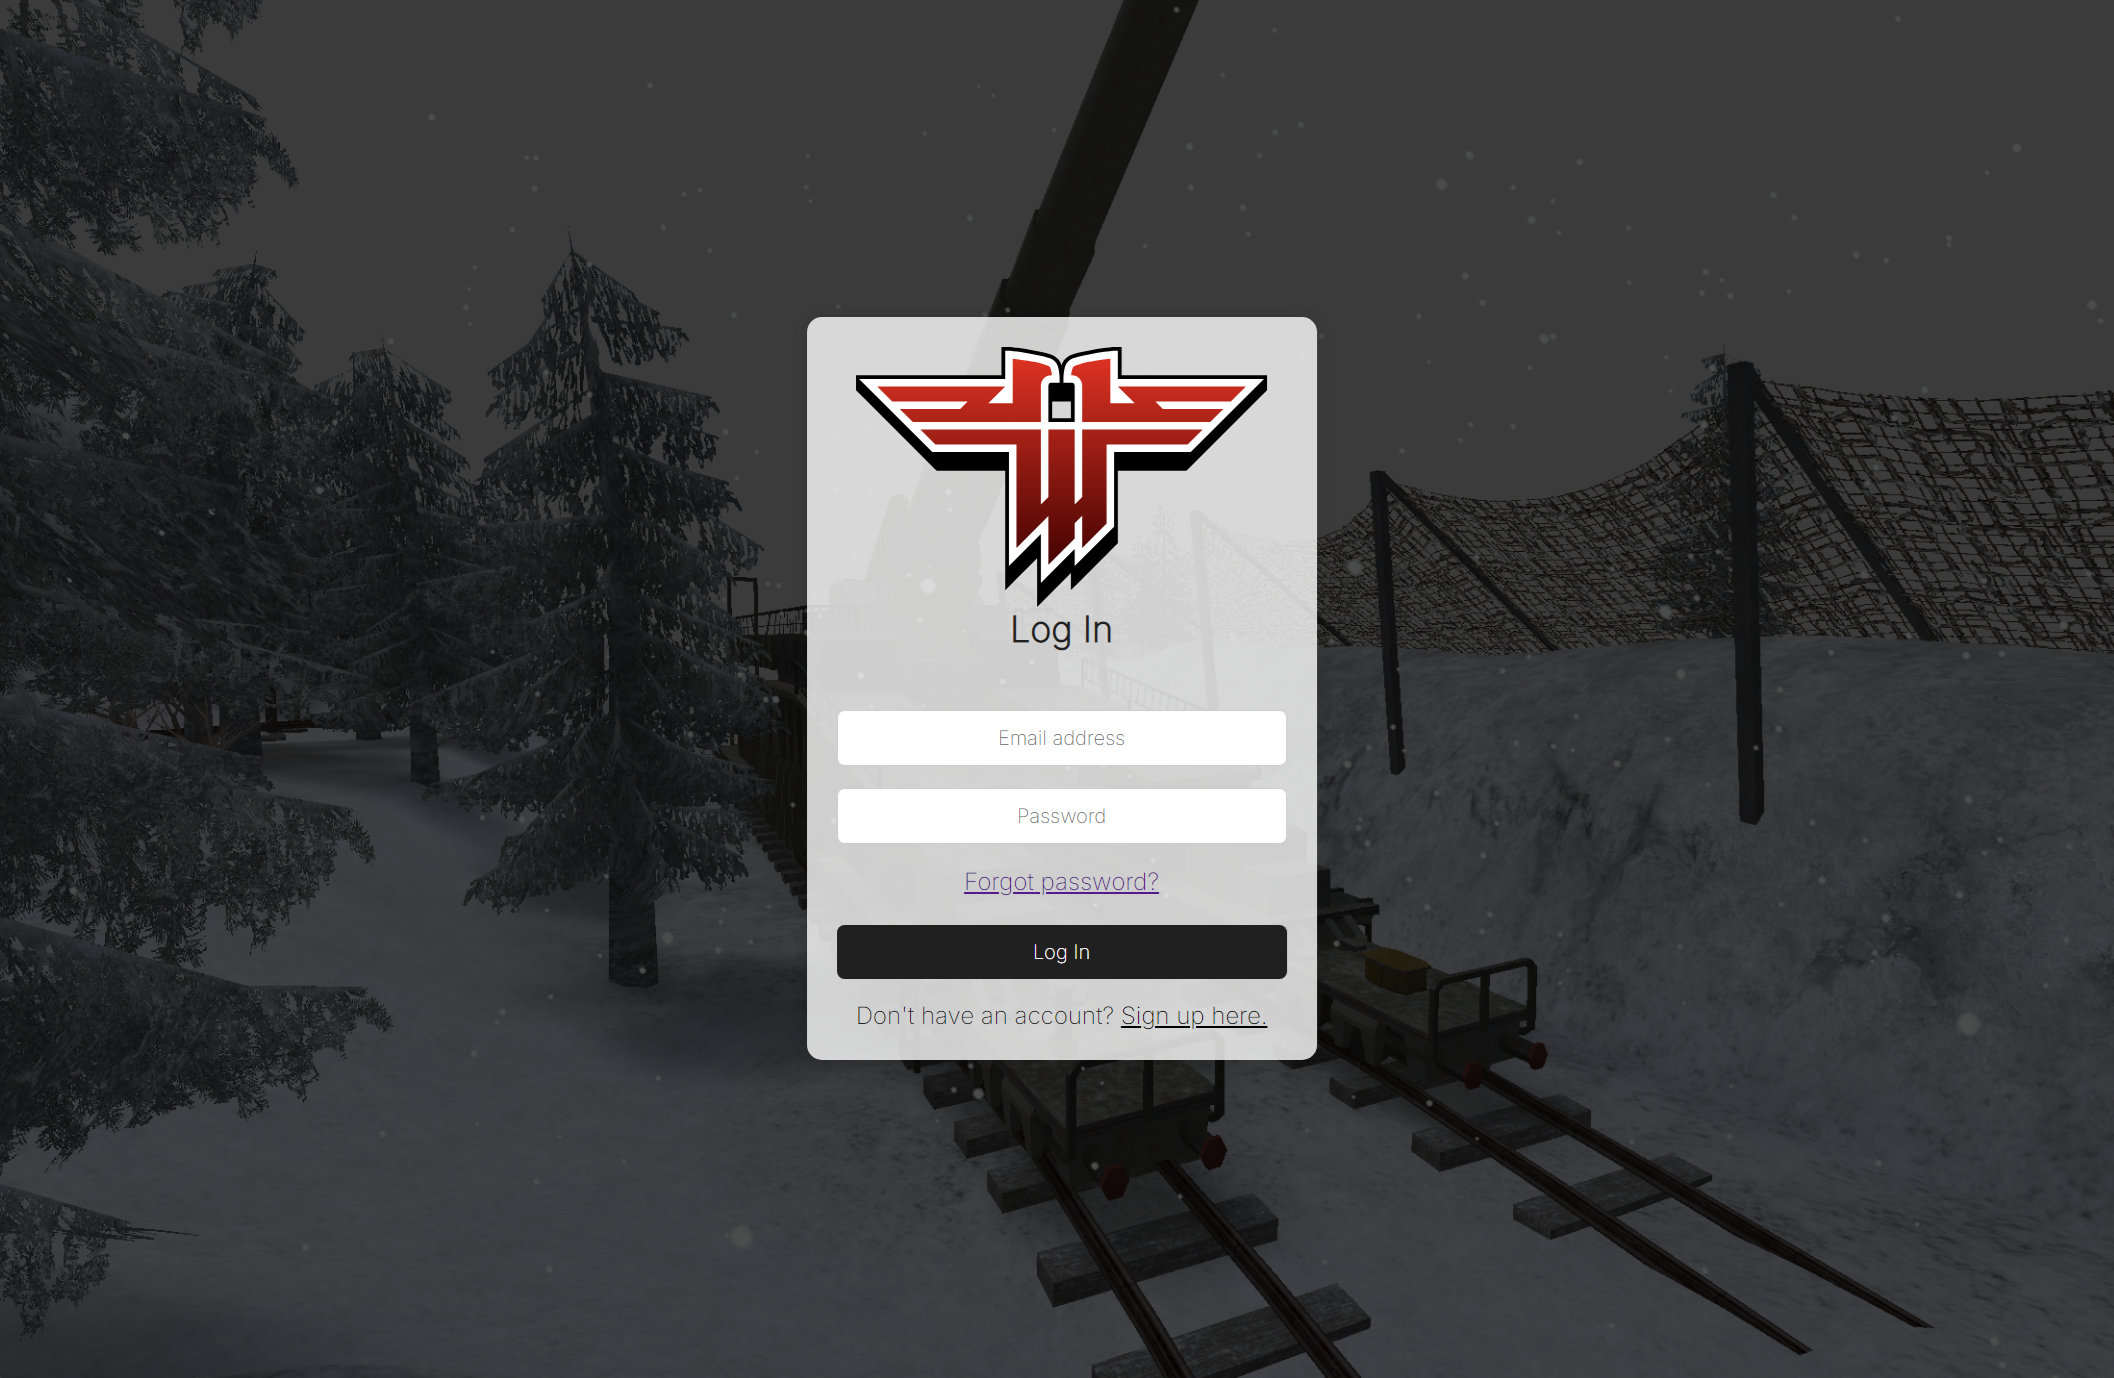 Log In
Email address
Password
Forgot password?
Log In
Don't have an account? Sign up here.